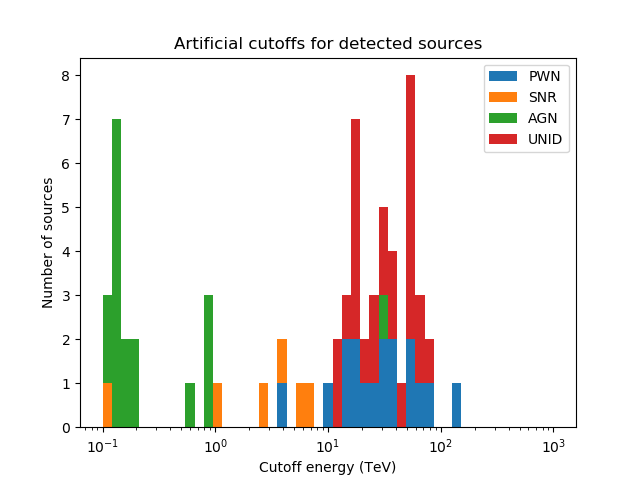 Artificial cutoffs for detected sources
PWN
SNR
AGN
UNID
8
7
6
5
4
3
2
1
0
Number of sources
10⁻¹
10⁰
10¹
10²
10³
Cutoff energy (TeV)